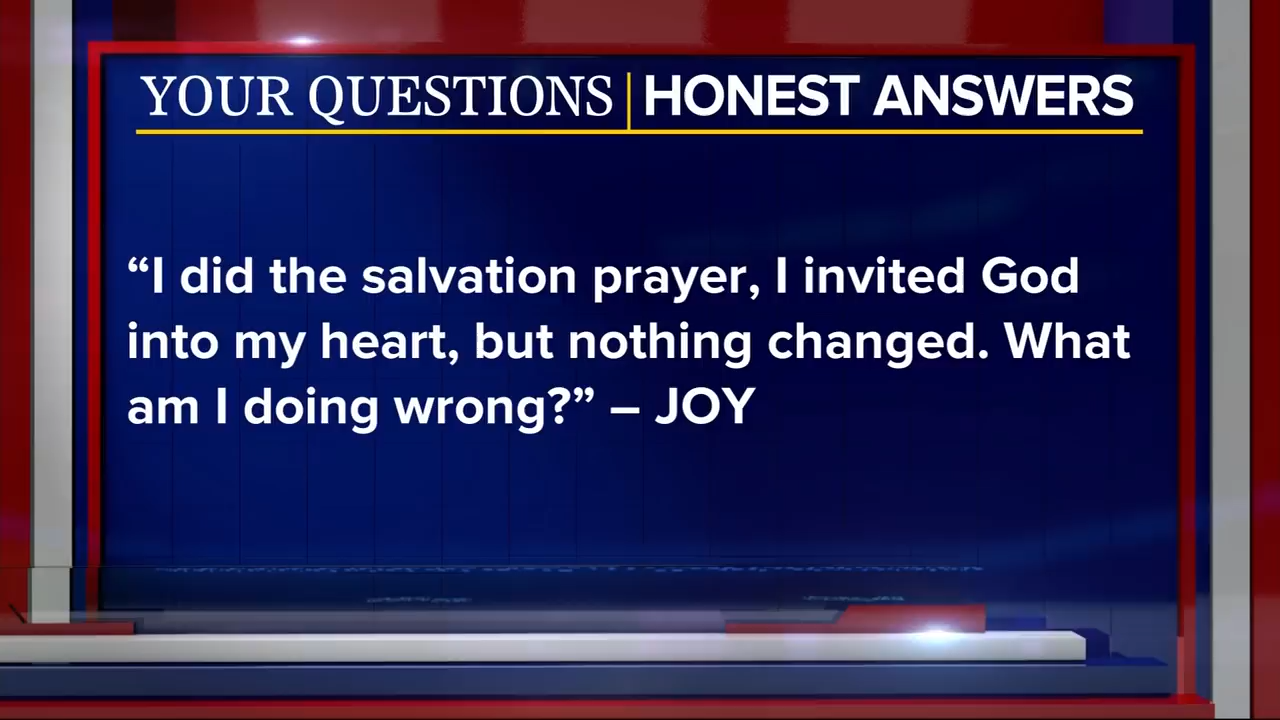 YOUR QUESTIONS | HONEST ANSWERS
“I did the salvation prayer, I invited God
into my heart, but nothing changed. What
am I doing wrong?” – JOY